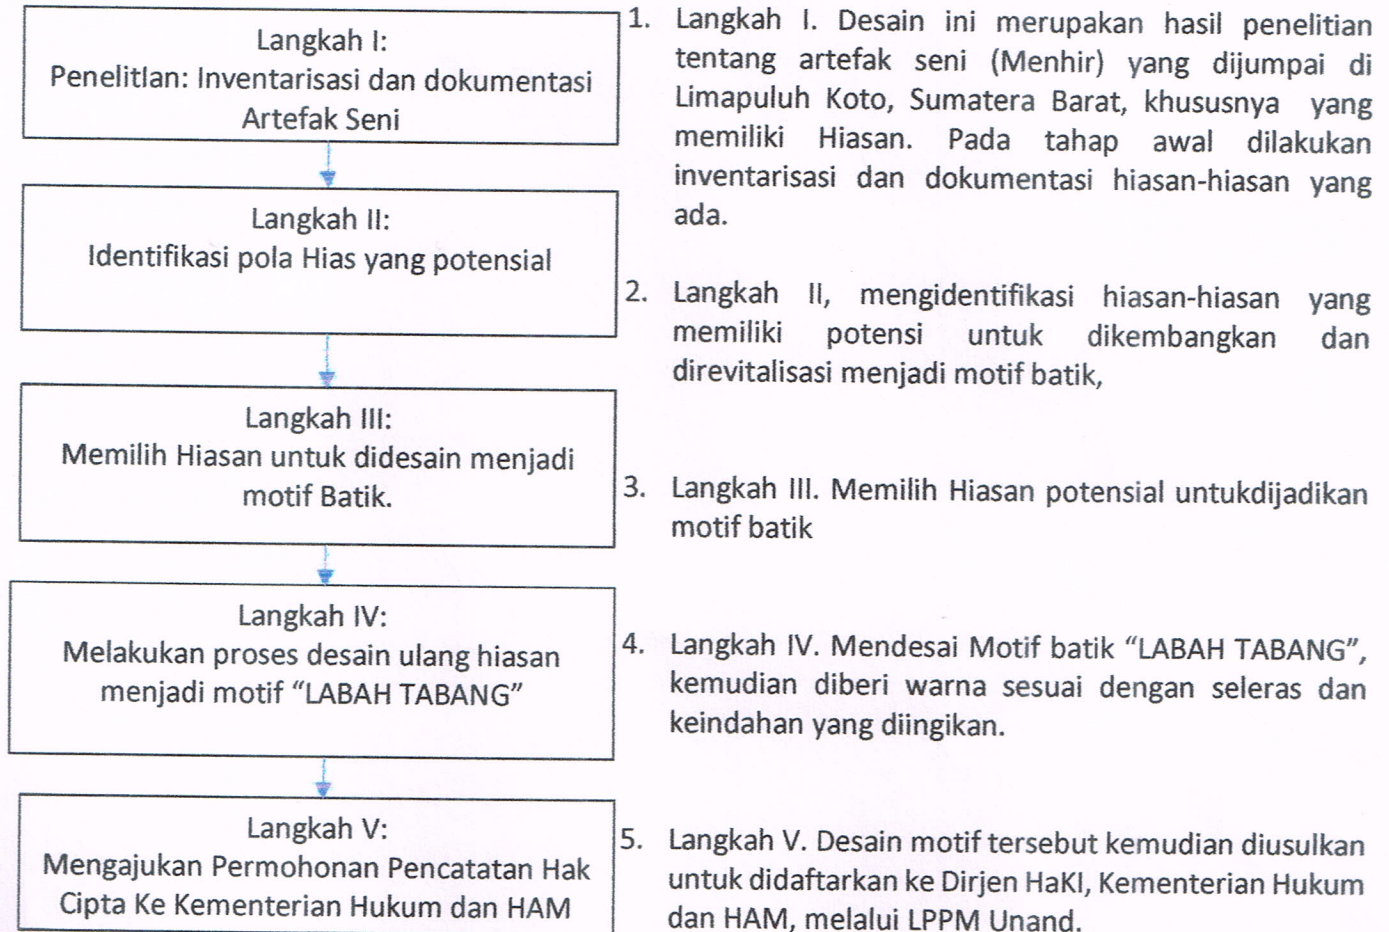 Langkah I:
Penelitian: Inventarisasi dan dokumentasi
Artefak Seni
Langkah II:
Identifikasi pola Hias yang potensial
Langkah III:
Memilih Hiasan untuk didesain menjadi
motif Batik.
Langkah IV:
Melakukan proses desain ulang hiasan
menjadi motif “LABAH TABANG”
Langkah V:
Mengajukan Permohonan Pencatatan Hak
Cipta Ke Kementerian Hukum dan HAM
1. Langkah I. Desain ini merupakan hasil penelitian
tentang artefak seni (Menhir) yang dijumpai di
Limapuluh Koto, Sumatera Barat, khususnya yang
memiliki Hiasan. Pada tahap awal dilakukan
inventarisasi dan dokumentasi hiasan-hiasan yang
ada.
2. Langkah II, mengidentifikasi hiasan-hiasan yang
memiliki potensi untuk dikembangkan dan
direvitalisasi menjadi motif batik,
3. Langkah III. Memilih Hiasan potensial untukdijadikan
motif batik
4. Langkah IV. Mendesai Motif batik “LABAH TABANG”,
kemudian diberi warna sesuai dengan seleras dan
keindahan yang diingikan.
5. Langkah V. Desain motif tersebut kemudian diusulkan
untuk didaftarkan ke Dirjen HaKI, Kementerian Hukum
dan HAM, melalui LPPM Unand.